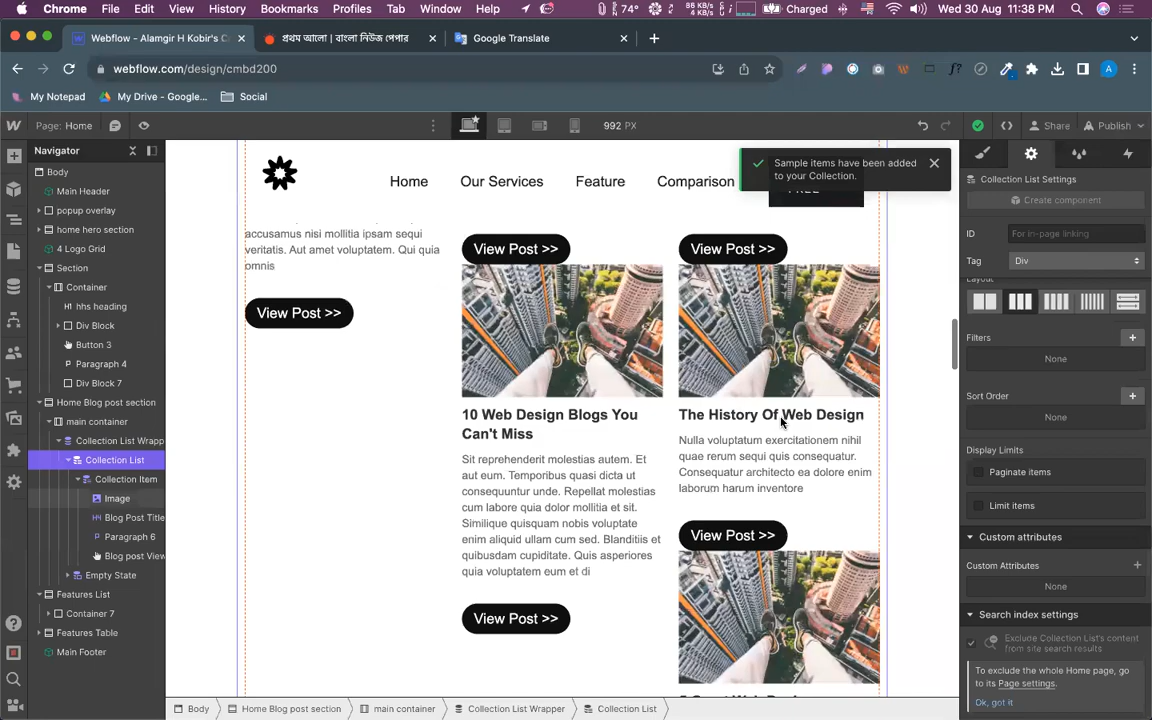 Chrome File Edit View History Bookmarks Profiles Tab Window Help 74° 86 KB/s 4 KB/s Charged Wed 30 Aug 11:38 PM
Webflow - Alamgir H Kobir's C প্রথম আলো | বাংলা নিউজ পেপার Google Translate
webflow.com/design/cmbd200
My Notepad My Drive - Google... Social
Page: Home 992 PX Share Publish
Navigator
Body
Main Header
popup overlay
home hero section
4 Logo Grid
Section
Container
H1 hhs heading
Div Block
Button 3
Paragraph 4
Div Block 7
Home Blog post section
main container
Collection List Wrapp
Collection List
Collection Item
Image
Blog Post Title
Paragraph 6
Blog post View
Empty State
Features List
Container 7
Features Table
Main Footer
Home Our Services Feature Comparison
FREE
Sample items have been added
to your Collection.
accusamus nisi mollitia ipsam sequi
veritatis. Aut amet voluptatem. Qui quia
omnis
View Post >>
View Post >>
10 Web Design Blogs You
Can't Miss
Sit reprehenderit molestias autem. Et
aut eum. Temporibus quasi dicta ut
consequuntur unde. Repellat molestias
cum labore quia dolor mollitia et sit.
Similique quisquam nobis voluptate
enim aliquid ullam cum sed. Blanditiis et
quibusdam cupiditate. Quis asperiores
quia voluptatem eum et di
View Post >>
View Post >>
The History Of Web Design
Nulla voluptatum exercitationem nihil
quae rerum sequi quis consequatur.
Consequatur architecto ea dolore enim
laborum harum inventore
View Post >>
Collection List Settings
Create component
ID For in-page linking
Tag Div
Layout
Filters
None
Sort Order
None
Display Limits
Paginate items
Limit items
Custom attributes
Custom Attributes
None
Search index settings
Exclude Collection List's content
from site search results
To exclude the whole Home page, go
to its Page settings.
Ok, got it
Body Home Blog post section main container Collection List Wrapper Collection List